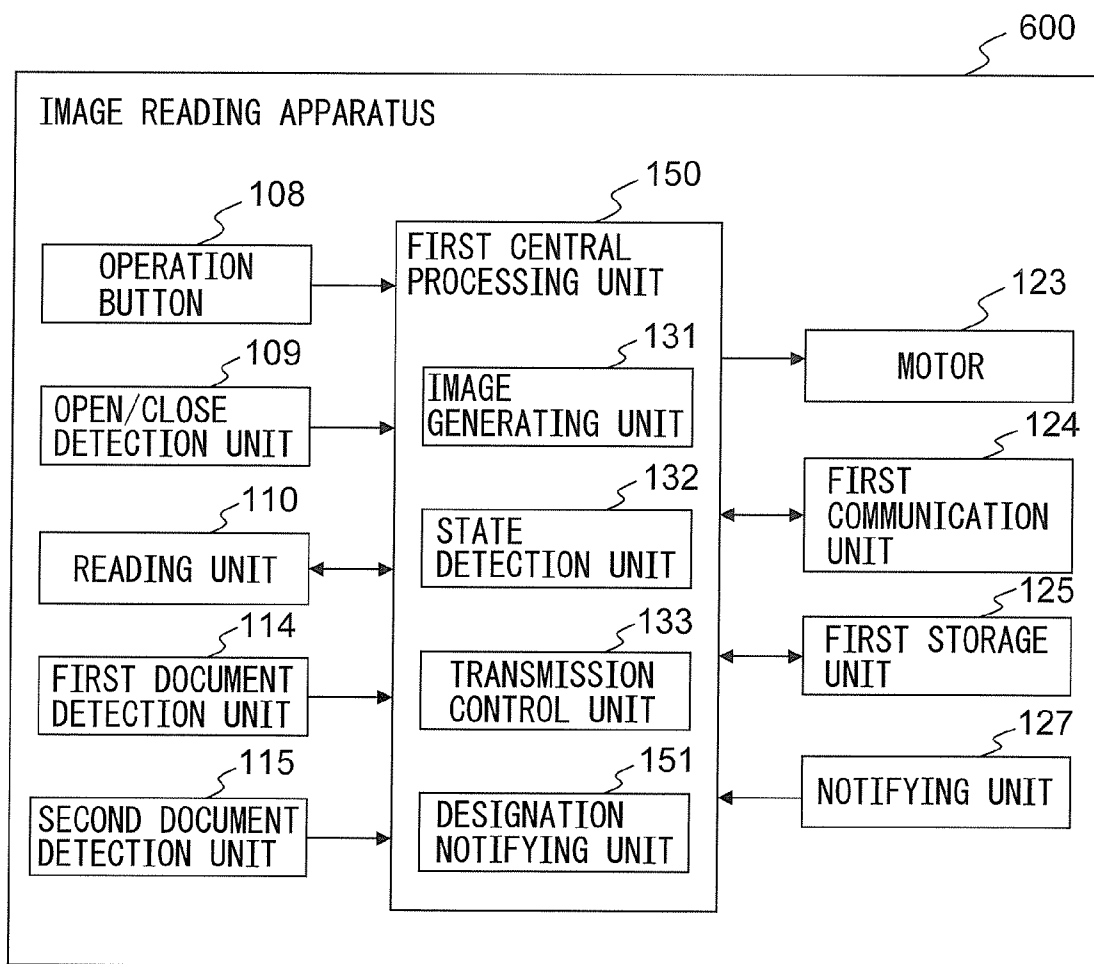 600
IMAGE READING APPARATUS
108
OPERATION
BUTTON
109
OPEN/CLOSE
DETECTION UNIT
110
READING UNIT
114
FIRST DOCUMENT
DETECTION UNIT
115
SECOND DOCUMENT
DETECTION UNIT
150
FIRST CENTRAL
PROCESSING UNIT
131
IMAGE
GENERATING UNIT
132
STATE
DETECTION UNIT
133
TRANSMISSION
CONTROL UNIT
151
DESIGNATION
NOTIFYING UNIT
123
MOTOR
124
FIRST
COMMUNICATION
UNIT
125
FIRST STORAGE
UNIT
127
NOTIFYING UNIT